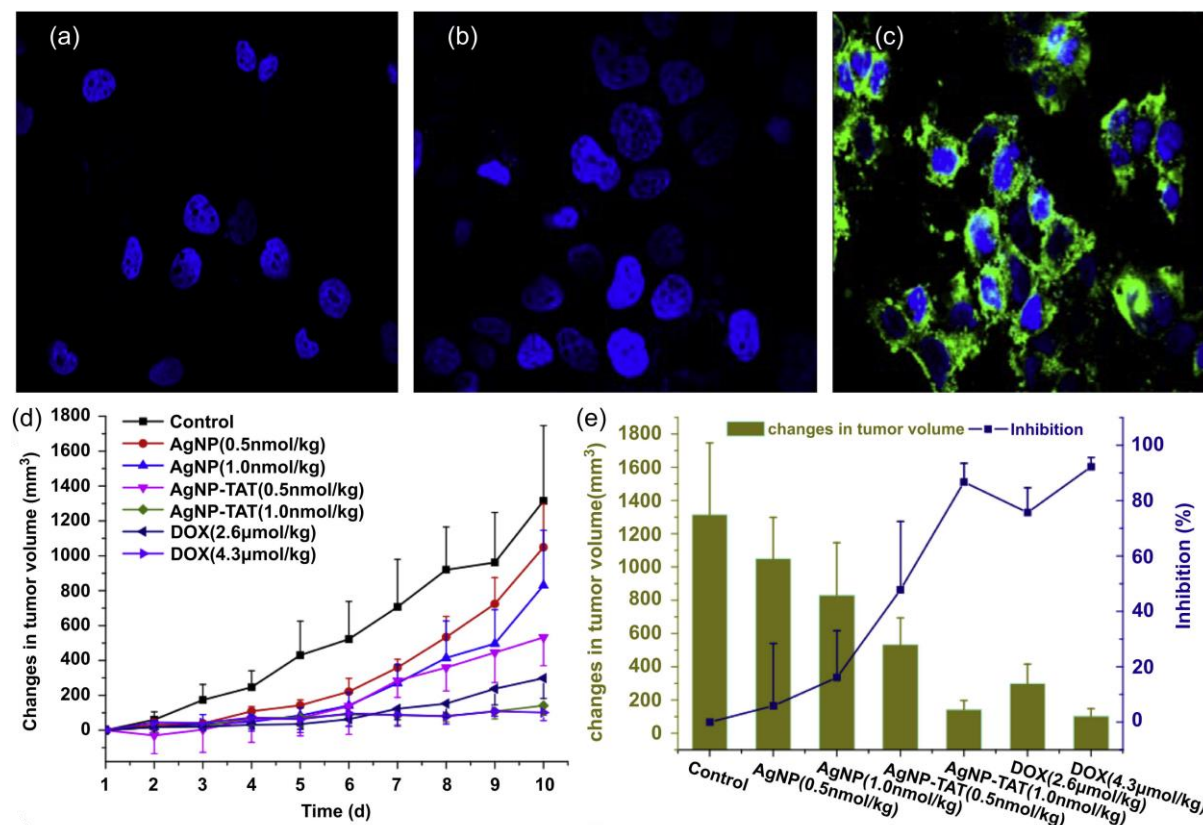 (a)
(b)
(c)
(d)
1800
1600
1400
1200
1000
800
600
400
200
0
Changes in tumor volume (mm³)
Control
AgNP(0.5nmol/kg)
AgNP(1.0nmol/kg)
AgNP-TAT(0.5nmol/kg)
AgNP-TAT(1.0nmol/kg)
DOX(2.6μmol/kg)
DOX(4.3μmol/kg)
1 2 3 4 5 6 7 8 9 10
Time (d)
(e)
changes in tumor volume Inhibition
1800
1600
1400
1200
1000
800
600
400
200
0
changes in tumor volume(mm³)
100
80
60
40
20
0
Inhibition (%)
Control
AgNP(0.5nmol/kg)
AgNP(1.0nmol/kg)
AgNP-TAT(0.5nmol/kg)
AgNP-TAT(1.0nmol/kg)
DOX(2.6μmol/kg)
DOX(4.3μmol/kg)